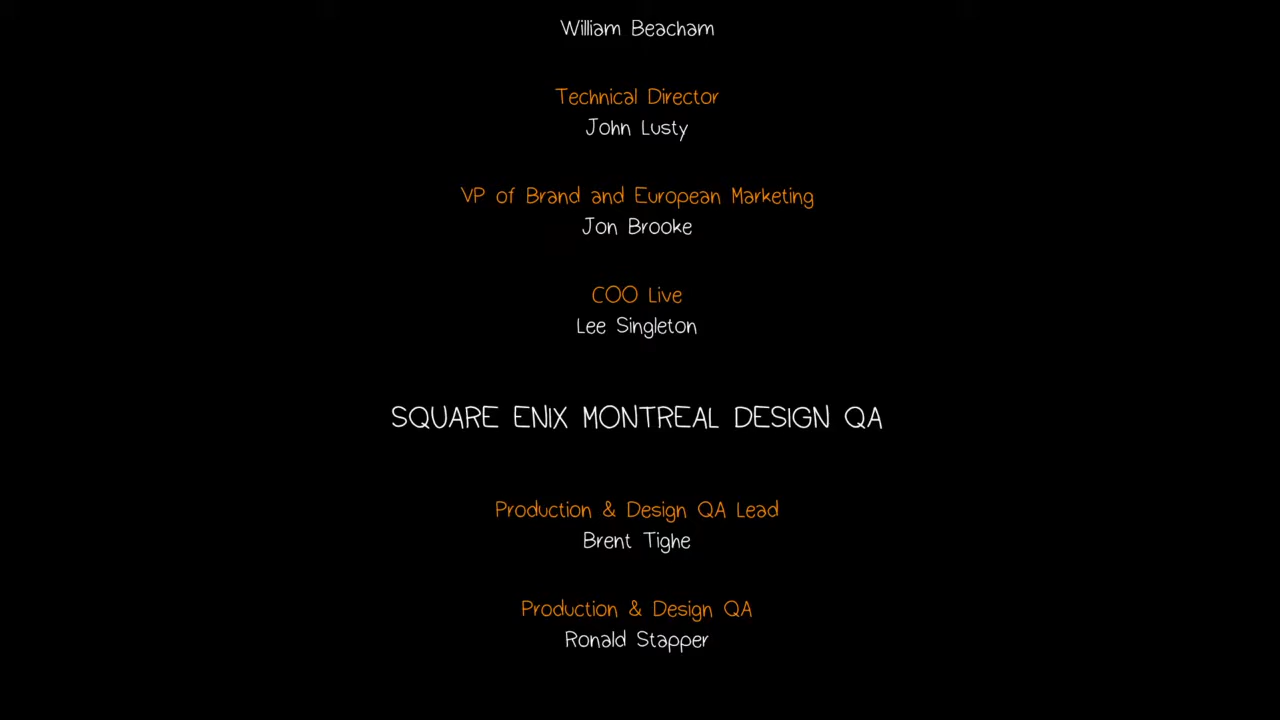 William Beacham
Technical Director
John Lusty
VP of Brand and European Marketing
Jon Brooke
COO Live
Lee Singleton
SQUARE ENIX MONTREAL DESIGN QA
Production & Design QA Lead
Brent Tighe
Production & Design QA
Ronald Stapper